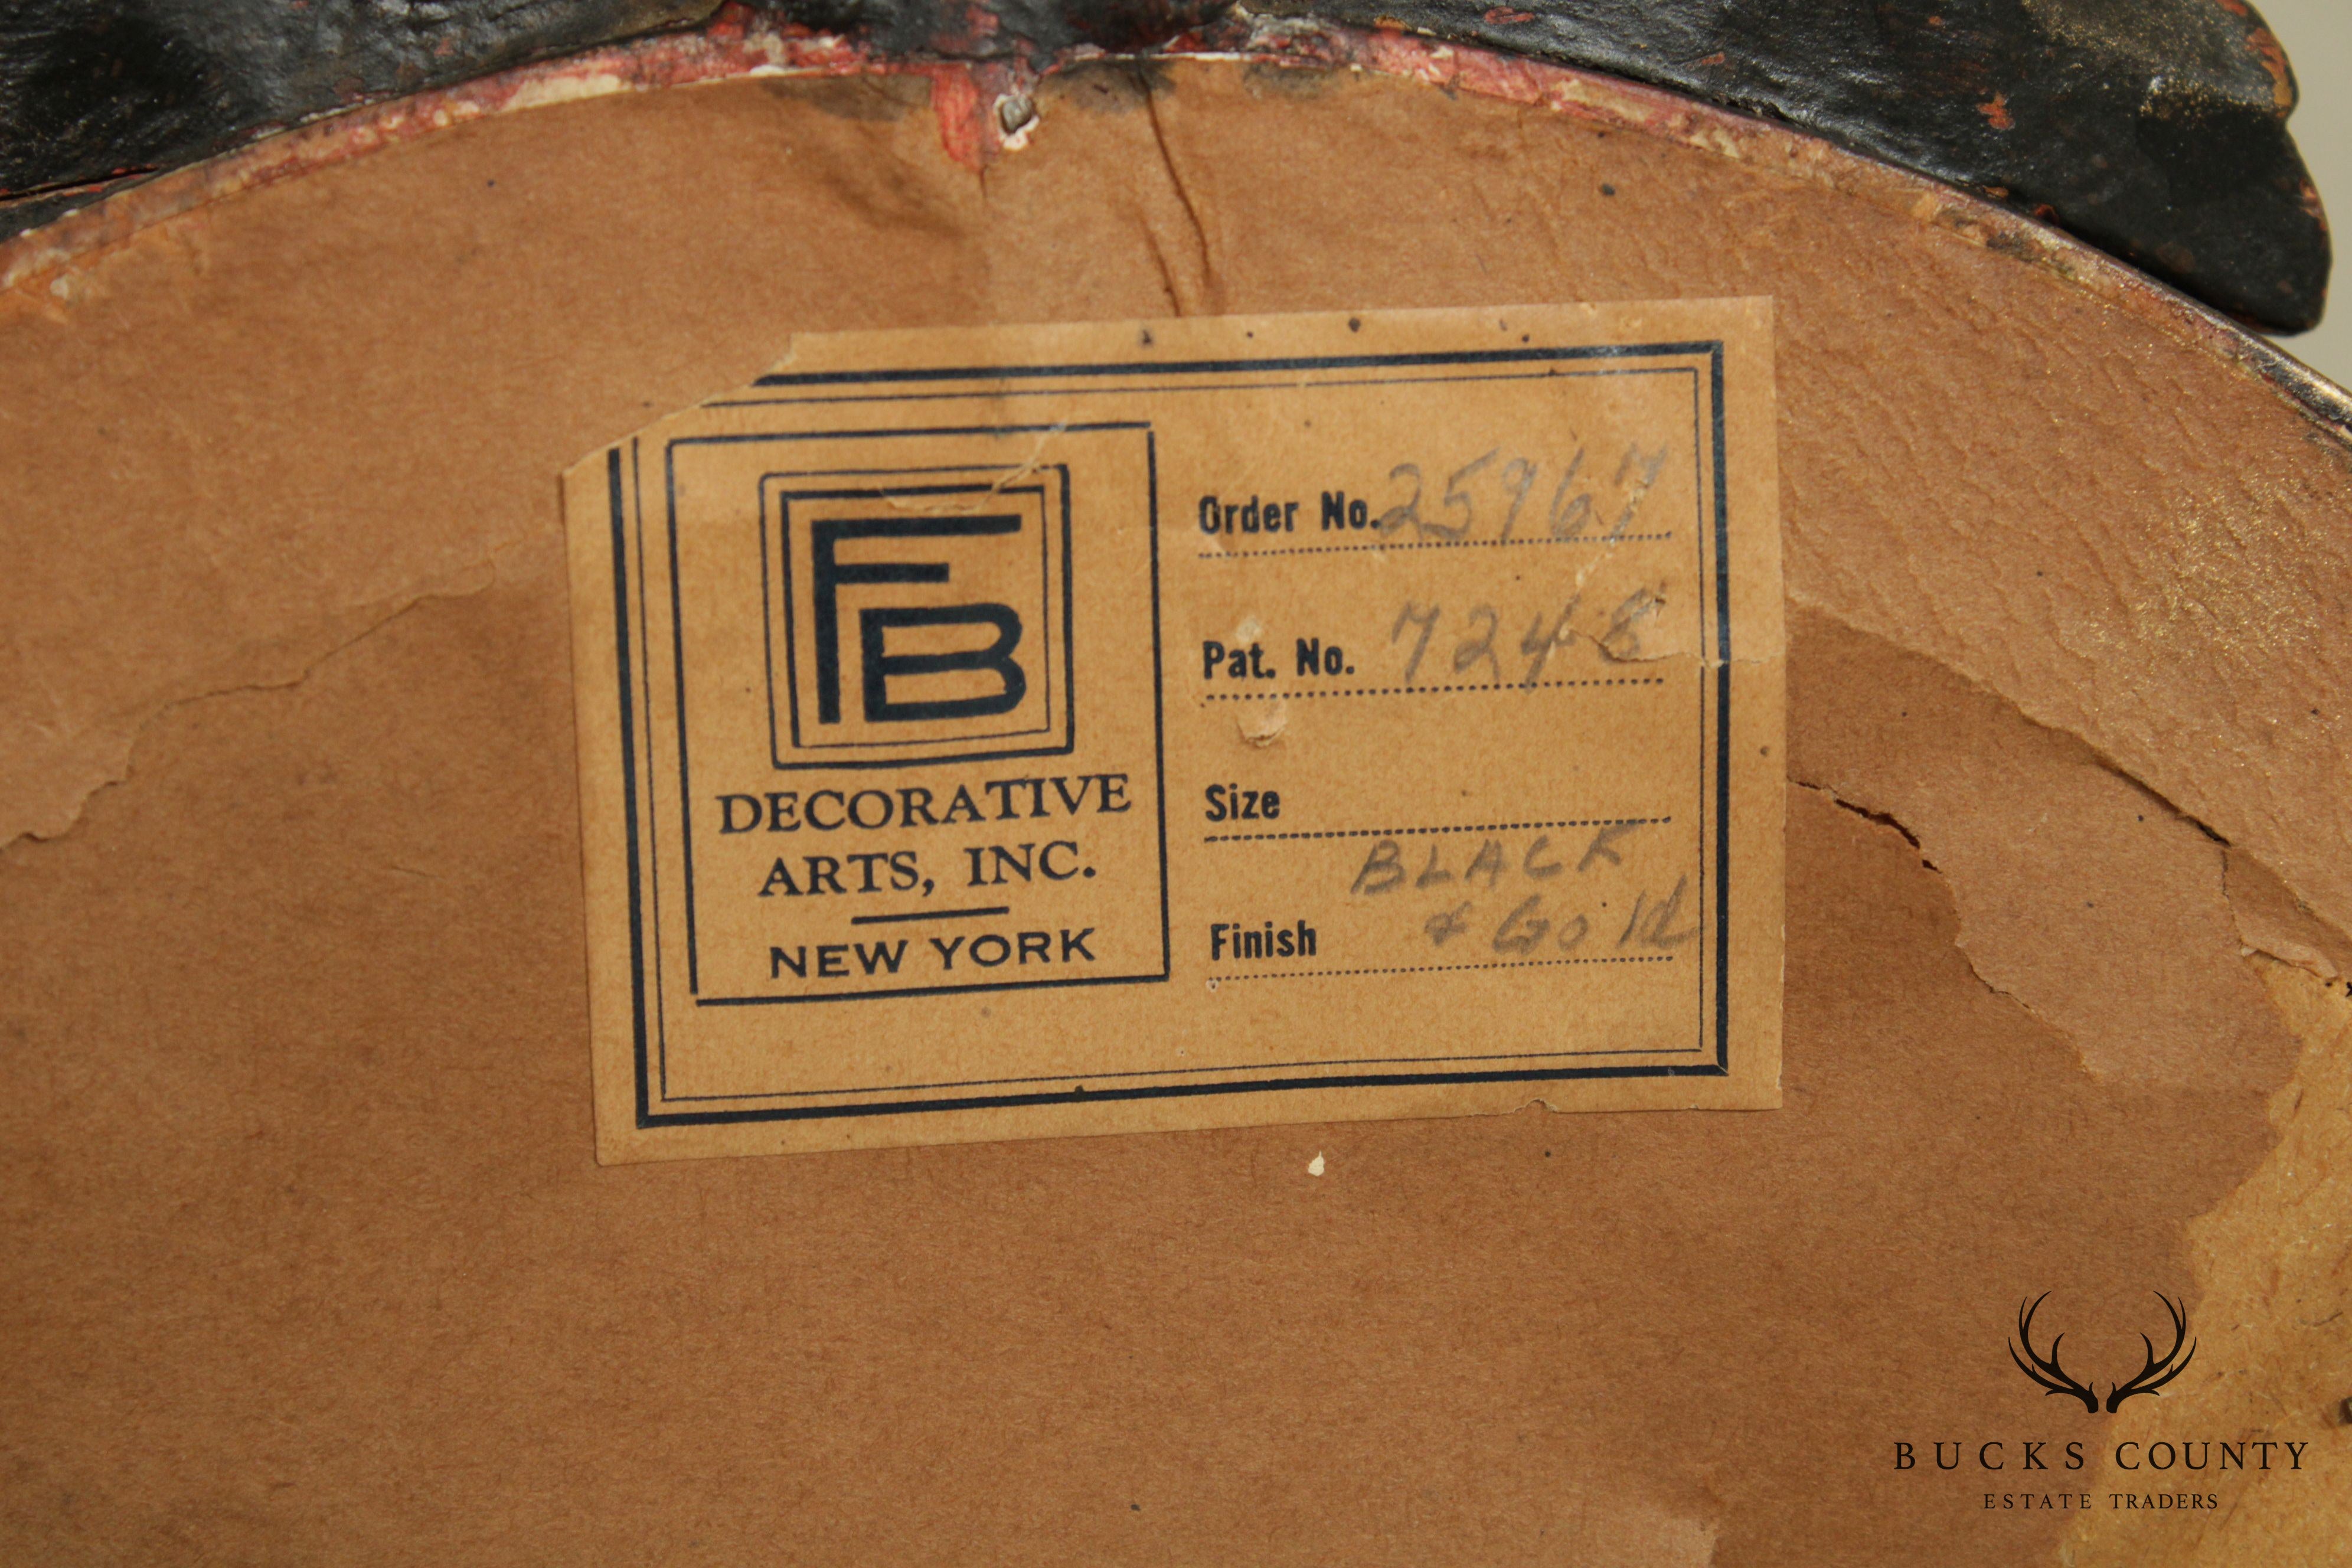 FB
DECORATIVE
ARTS, INC.
NEW YORK
Order No. 25967
Pat. No. 7248
Size
BLACK
Finish & Gold
BUCKS COUNTY
ESTATE TRADERS